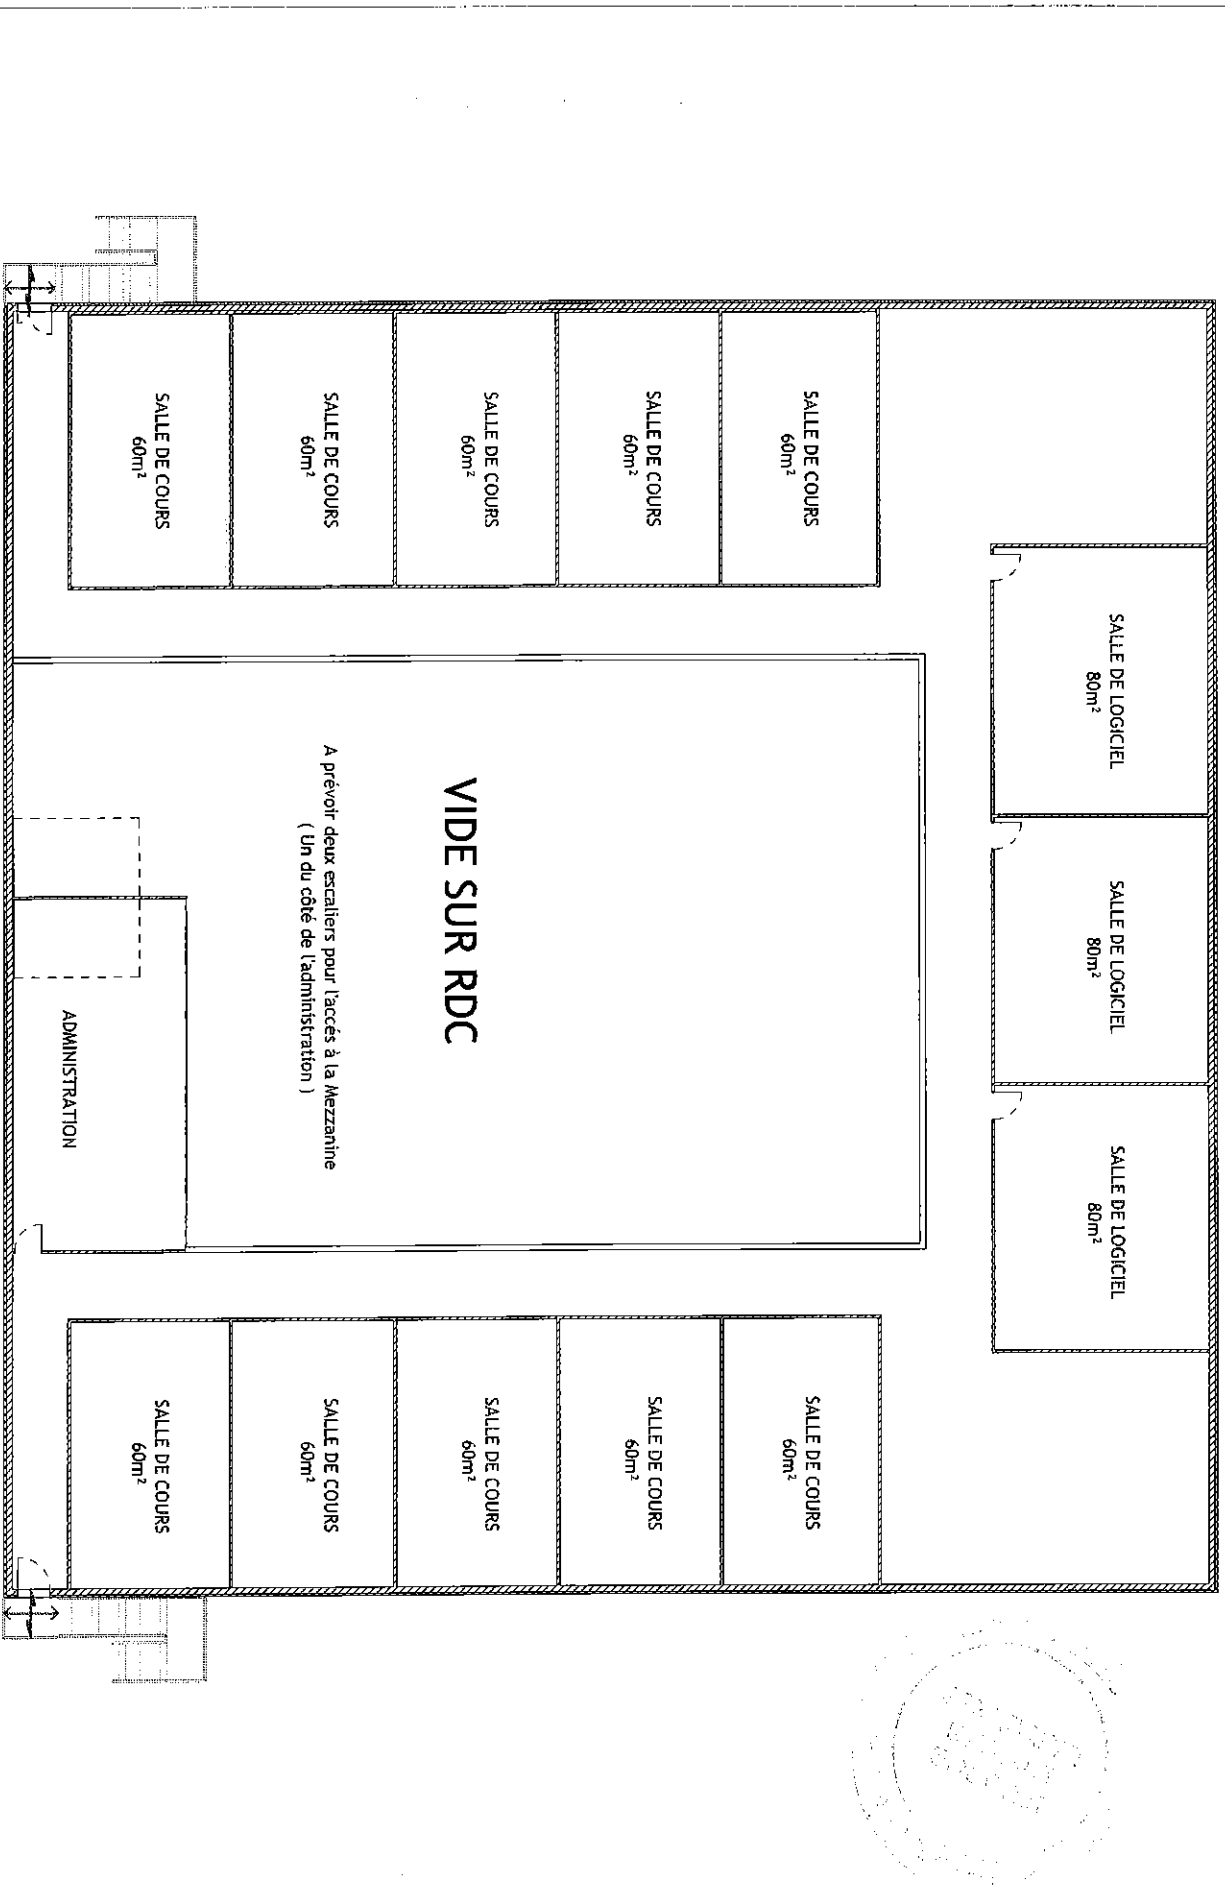 SALLE DE LOGICIEL
80m²
SALLE DE LOGICIEL
80m²
SALLE DE LOGICIEL
80m²
SALLE DE COURS
60m²
SALLE DE COURS
60m²
SALLE DE COURS
60m²
SALLE DE COURS
60m²
SALLE DE COURS
60m²
VIDE SUR RDC
A prévoir deux escaliers pour l'accés à la Mezzanine
( Un du côté de l'administration )
ADMINISTRATION
SALLE DE COURS
60m²
SALLE DE COURS
60m²
SALLE DE COURS
60m²
SALLE DE COURS
60m²
SALLE DE COURS
60m²